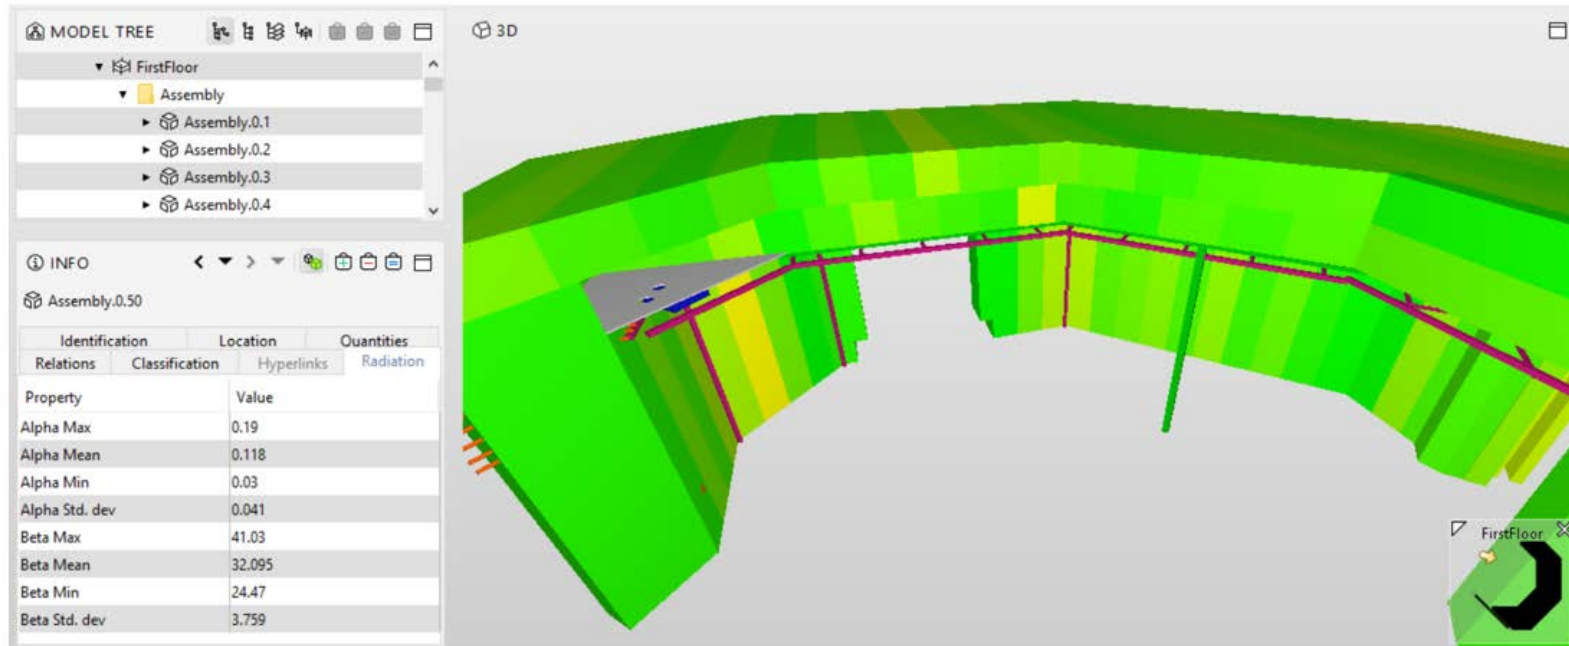 MODEL TREE
FirstFloor
Assembly
Assembly.0.1
Assembly.0.2
Assembly.0.3
Assembly.0.4
INFO
Assembly.0.50
Identification Location Quantities
Relations Classification Hyperlinks Radiation
Property Value
Alpha Max 0.19
Alpha Mean 0.118
Alpha Min 0.03
Alpha Std. dev 0.041
Beta Max 41.03
Beta Mean 32.095
Beta Min 24.47
Beta Std. dev 3.759
3D
FirstFloor